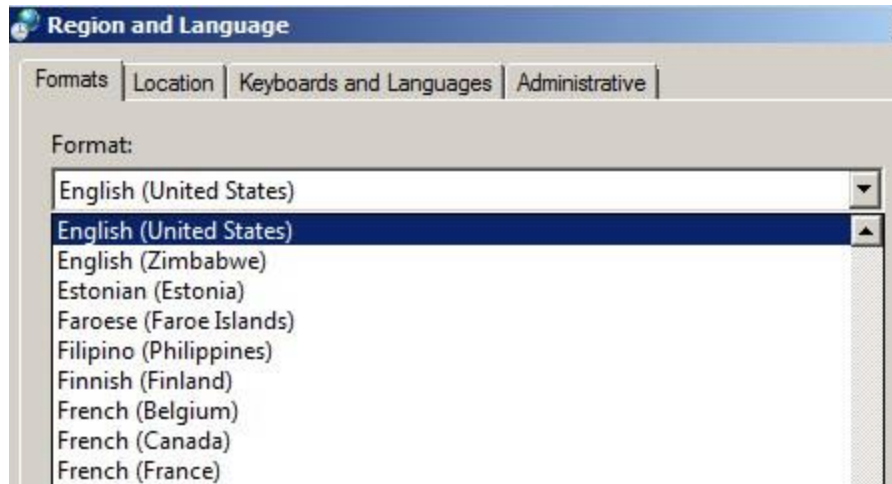 Region and Language
Formats Location Keyboards and Languages Administrative
Format:
English (United States)
English (United States)
English (Zimbabwe)
Estonian (Estonia)
Faroese (Faroe Islands)
Filipino (Philippines)
Finnish (Finland)
French (Belgium)
French (Canada)
French (France)